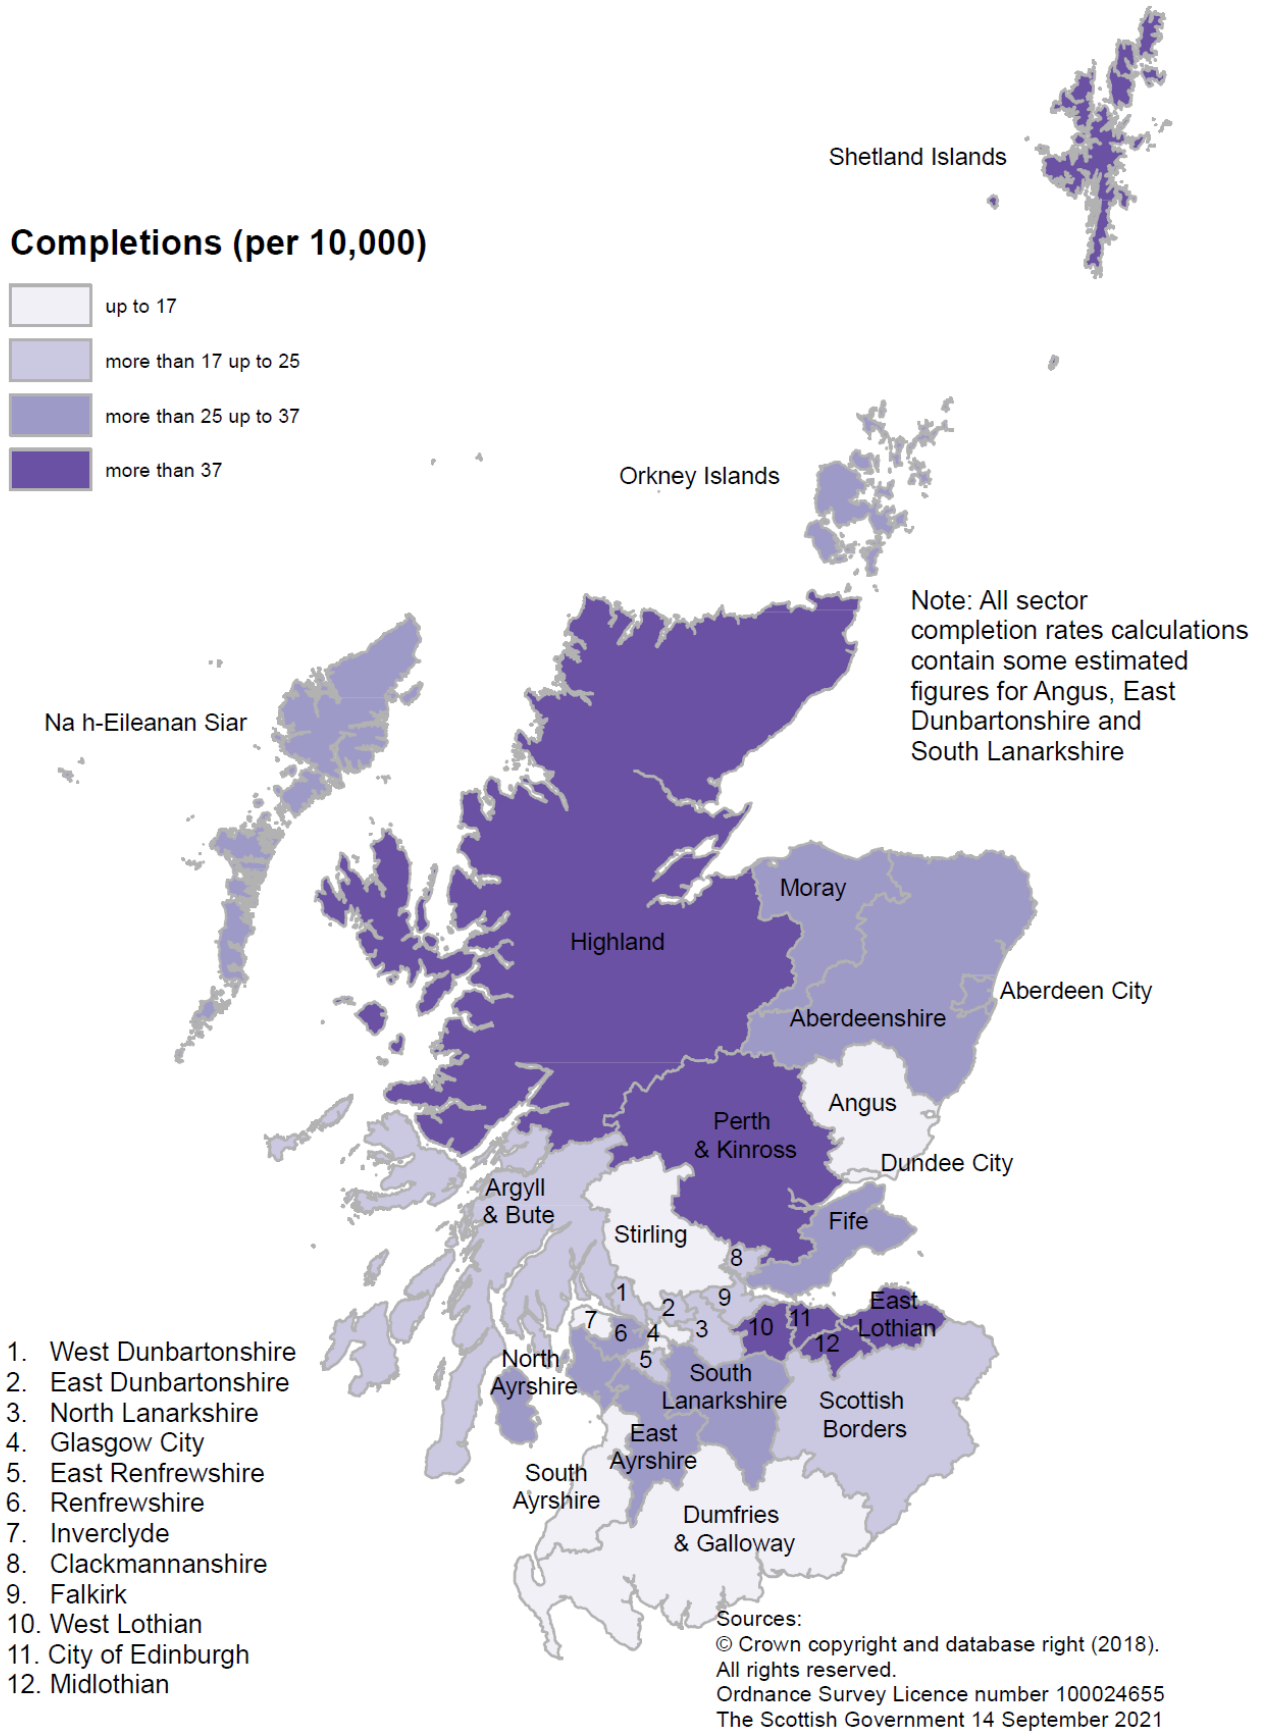 Shetland Islands
Completions (per 10,000)
up to 17
more than 17 up to 25
more than 25 up to 37
more than 37
Orkney Islands
Note: All sector
completion rates calculations
contain some estimated
figures for Angus, East
Dunbartonshire and
South Lanarkshire
Na h-Eileanan Siar
Moray
Highland
Aberdeen City
Aberdeenshire
Angus
Perth
& Kinross
Dundee City
Argyll
& Bute
Fife
Stirling
8
1
9
2
7
6
4
3
5
10
11
12
East
Lothian
North
Ayrshire
South
Lanarkshire
Scottish
Borders
East
Ayrshire
South
Ayrshire
Dumfries
& Galloway
1. West Dunbartonshire
2. East Dunbartonshire
3. North Lanarkshire
4. Glasgow City
5. East Renfrewshire
6. Renfrewshire
7. Inverclyde
8. Clackmannanshire
9. Falkirk
10. West Lothian
11. City of Edinburgh
12. Midlothian
Sources:
© Crown copyright and database right (2018).
All rights reserved.
Ordnance Survey Licence number 100024655
The Scottish Government 14 September 2021